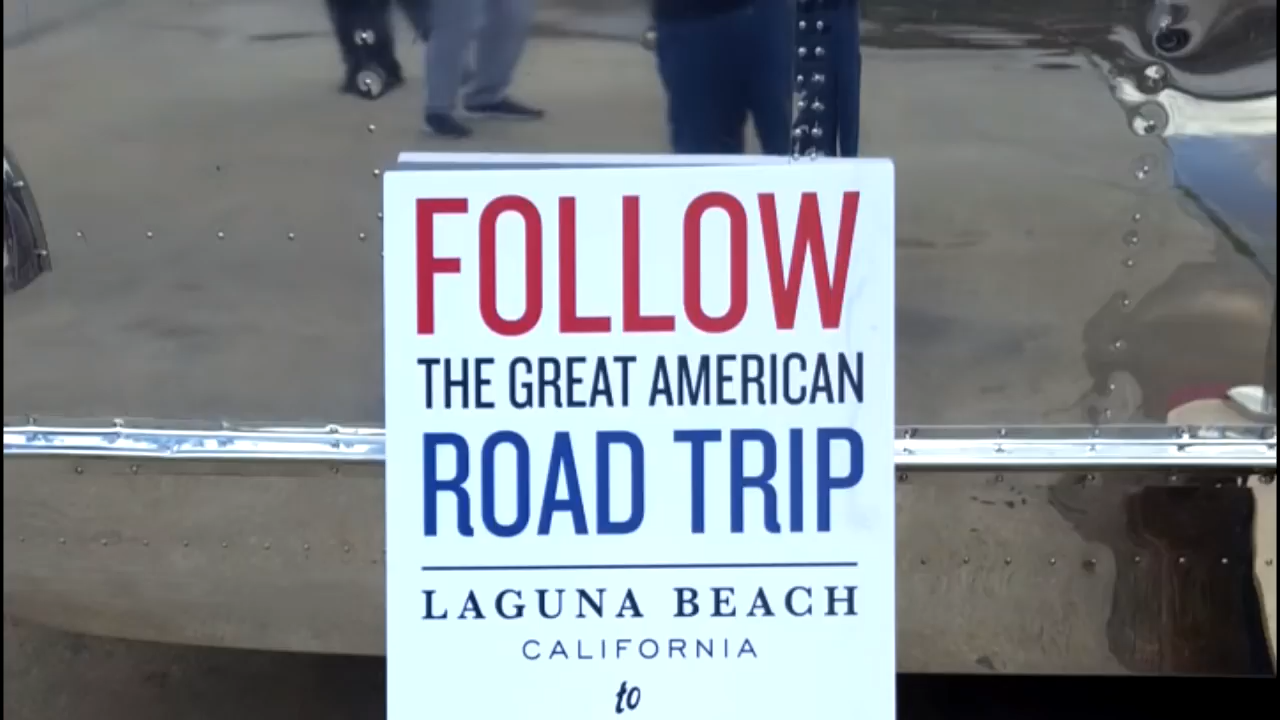 FOLLOW
THE GREAT AMERICAN
ROAD TRIP
LAGUNA BEACH
CALIFORNIA
to